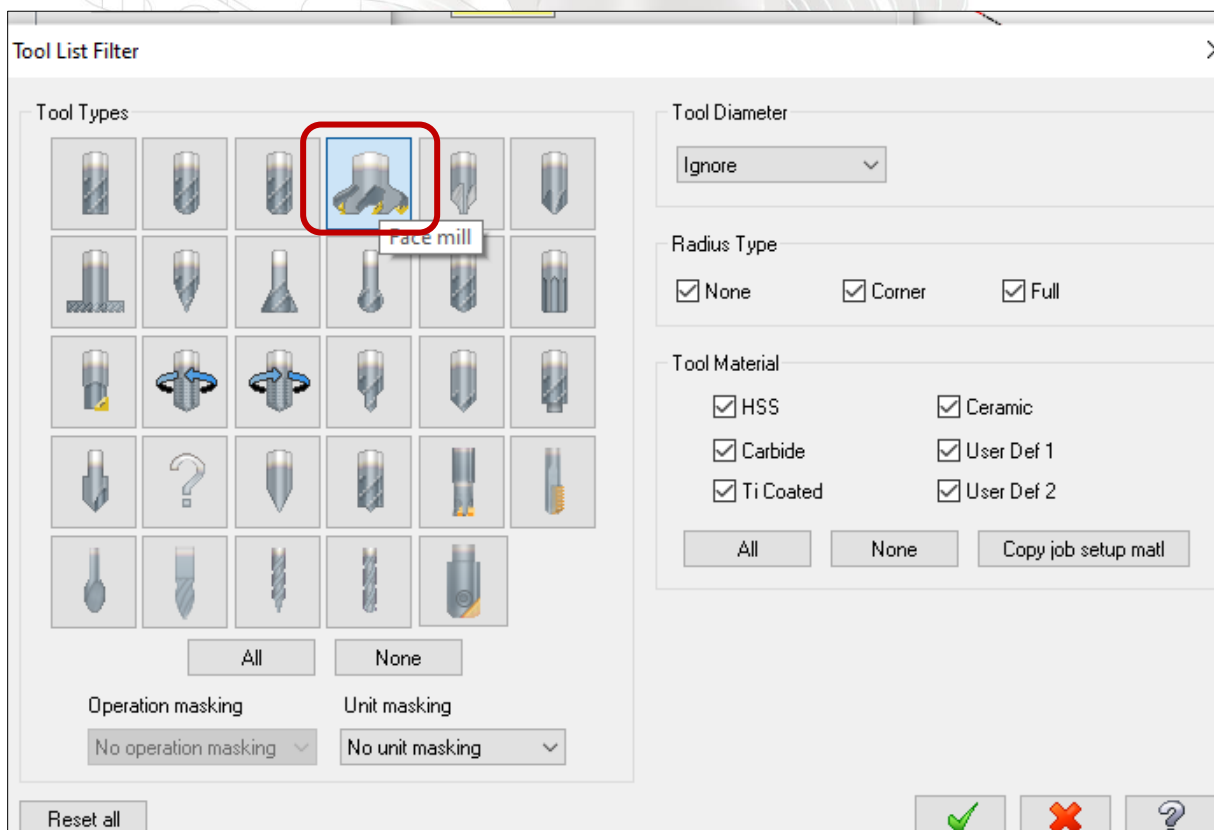 Tool List Filter
Tool Types
Face mill
All
None
Operation masking
Unit masking
No operation masking
No unit masking
Reset all
Tool Diameter
Ignore
Radius Type
None
Corner
Full
Tool Material
HSS
Ceramic
Carbide
User Def 1
Ti Coated
User Def 2
All
None
Copy job setup matl